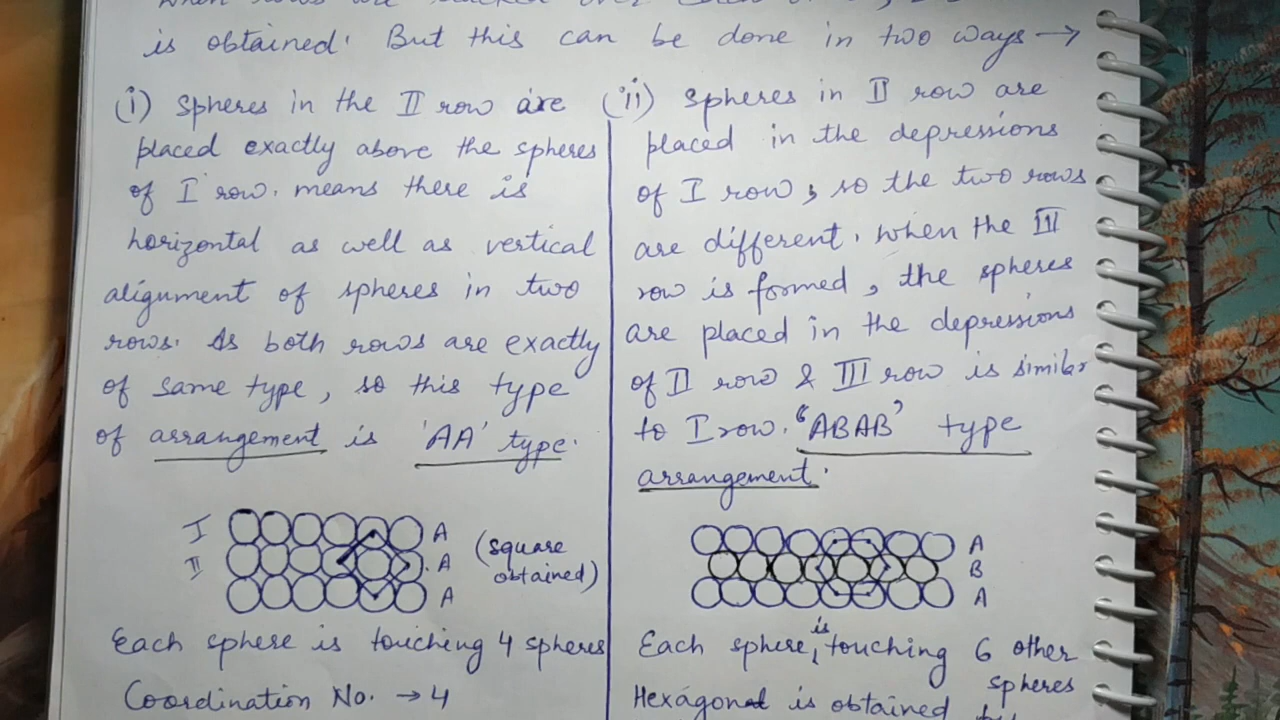 is obtained. But this can be done in two ways →
(i) Spheres in the II row are
placed exactly above the spheres
of I row. means there is
horizontal as well as vertical
alignment of spheres in two
rows. As both rows are exactly
of same type, so this type
of arrangement is 'AA' type.
I A
II A
A
(square
obtained)
Each sphere is touching 4 spheres
Coordination No. → 4
(ii) Spheres in II row are
placed in the depressions
of I row, so the two rows
are different. When the III
row is formed, the spheres
are placed in the depressions
of II row & III row is similar
to I row. "ABAB" type
arrangement.
A
B
A
Each sphere is touching 6 other
spheres
Hexagonal is obtained by